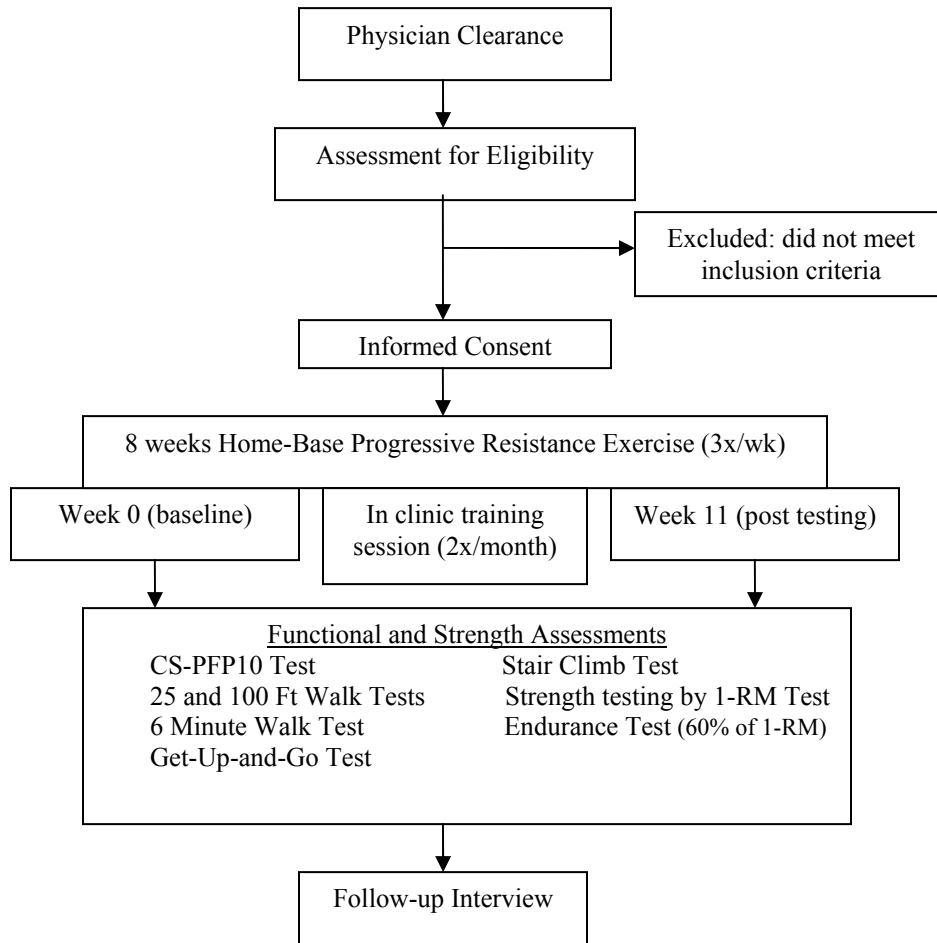 Physician Clearance
Assessment for Eligibility
Excluded: did not meet
inclusion criteria
Informed Consent
8 weeks Home-Base Progressive Resistance Exercise (3x/wk)
Week 0 (baseline)
In clinic training
session (2x/month)
Week 11 (post testing)
Functional and Strength Assessments
CS-PFP10 Test
25 and 100 Ft Walk Tests
6 Minute Walk Test
Get-Up-and-Go Test
Stair Climb Test
Strength testing by 1-RM Test
Endurance Test (60% of 1-RM)
Follow-up Interview